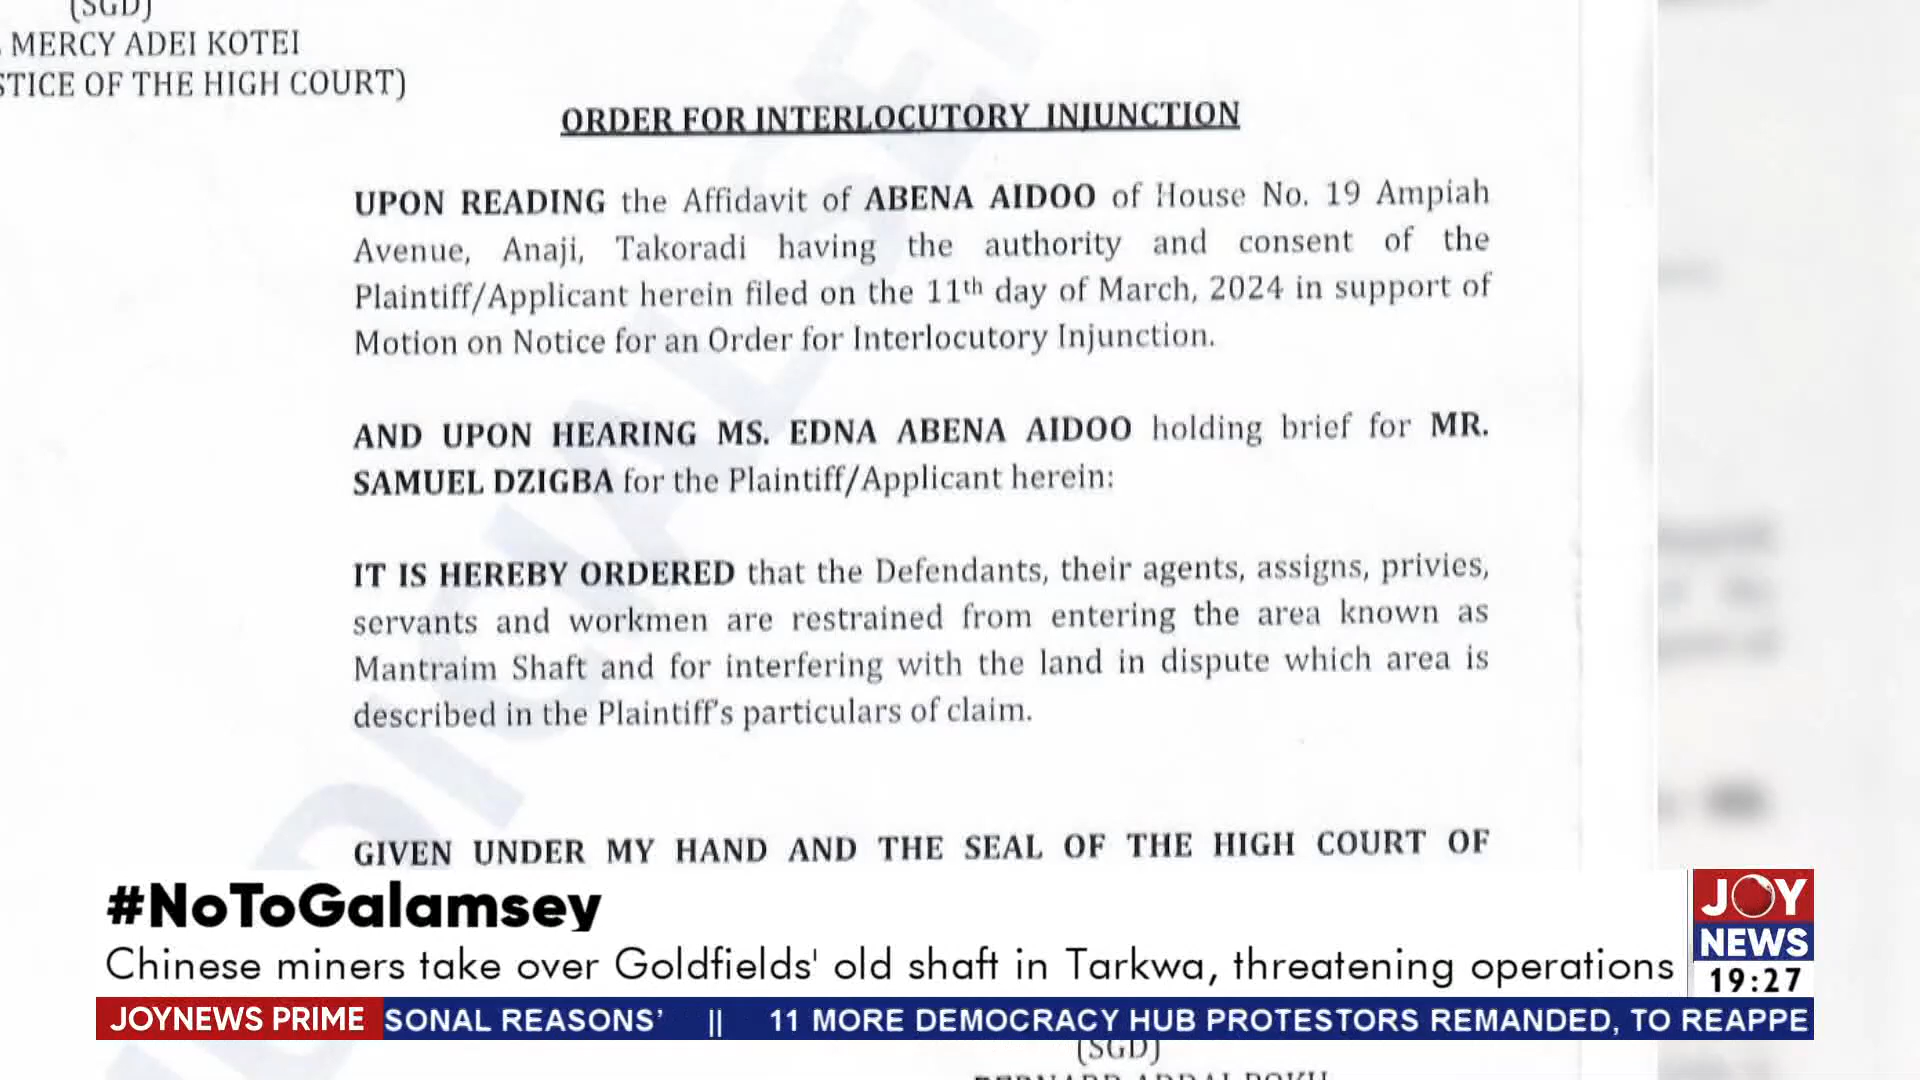 (SGD)
MERCY ADEI KOTEI
STICE OF THE HIGH COURT)
ORDER FOR INTERLOCUTORY INJUNCTION
UPON READING the Affidavit of ABENA AIDOO of House No. 19 Ampiah
Avenue, Anaji, Takoradi having the authority and consent of the
Plaintiff/Applicant herein filed on the 11th day of March, 2024 in support of
Motion on Notice for an Order for Interlocutory Injunction.
AND UPON HEARING MS. EDNA ABENA AIDOO holding brief for MR.
SAMUEL DZIGBA for the Plaintiff/Applicant herein:
IT IS HEREBY ORDERED that the Defendants, their agents, assigns, privies,
servants and workmen are restrained from entering the area known as
Mantraim Shaft and for interfering with the land in dispute which area is
described in the Plaintiff's particulars of claim.
GIVEN UNDER MY HAND AND THE SEAL OF THE HIGH COURT OF
#NoToGalamsey
Chinese miners take over Goldfields' old shaft in Tarkwa, threatening operations
JOY
NEWS
19:27
JOYNEWS PRIME SONAL REASONS' || 11 MORE DEMOCRACY HUB PROTESTORS REMANDED, TO REAPPE
(SGD)